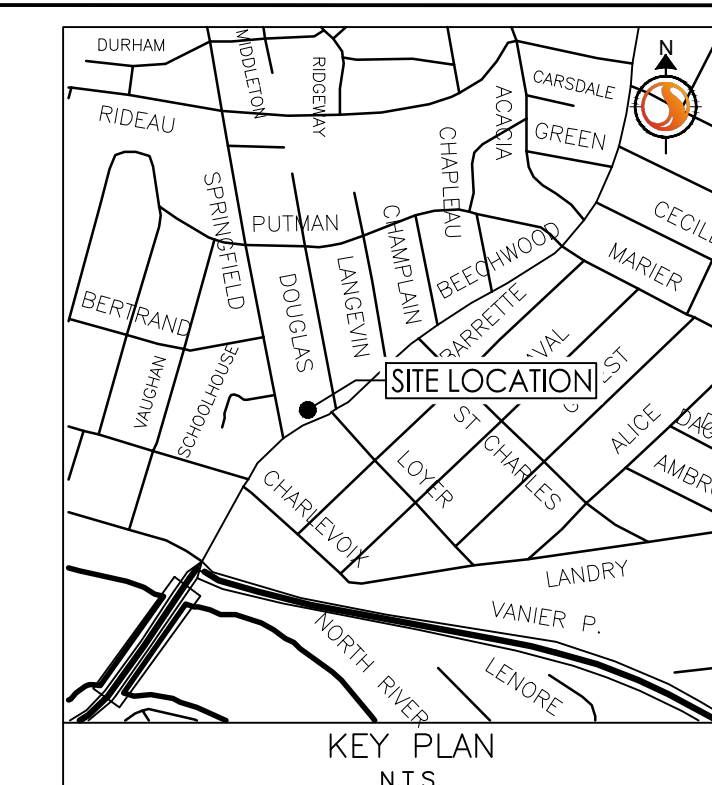 DURHAM
MIDDLETON
RIDGEWAY
N
CARSDALE
RIDEAU
ACACIA
GREEN
CHAPLEAU
SPRINGFIELD
PUTMAN
CHAMPLAIN
CECIL
BEECHWOOD
MARIER
DOUGLAS
LANGEVIN
BERTRAND
BARRETTE
VAUGHAN
SCHOOLHOUSE
SITE LOCATION
ST CHARLES
ALICE
LOYER
CHARLEVOIX
LANDRY
VANIER P.
NORTH RIVER
LENORE
KEY PLAN
N.T.S.